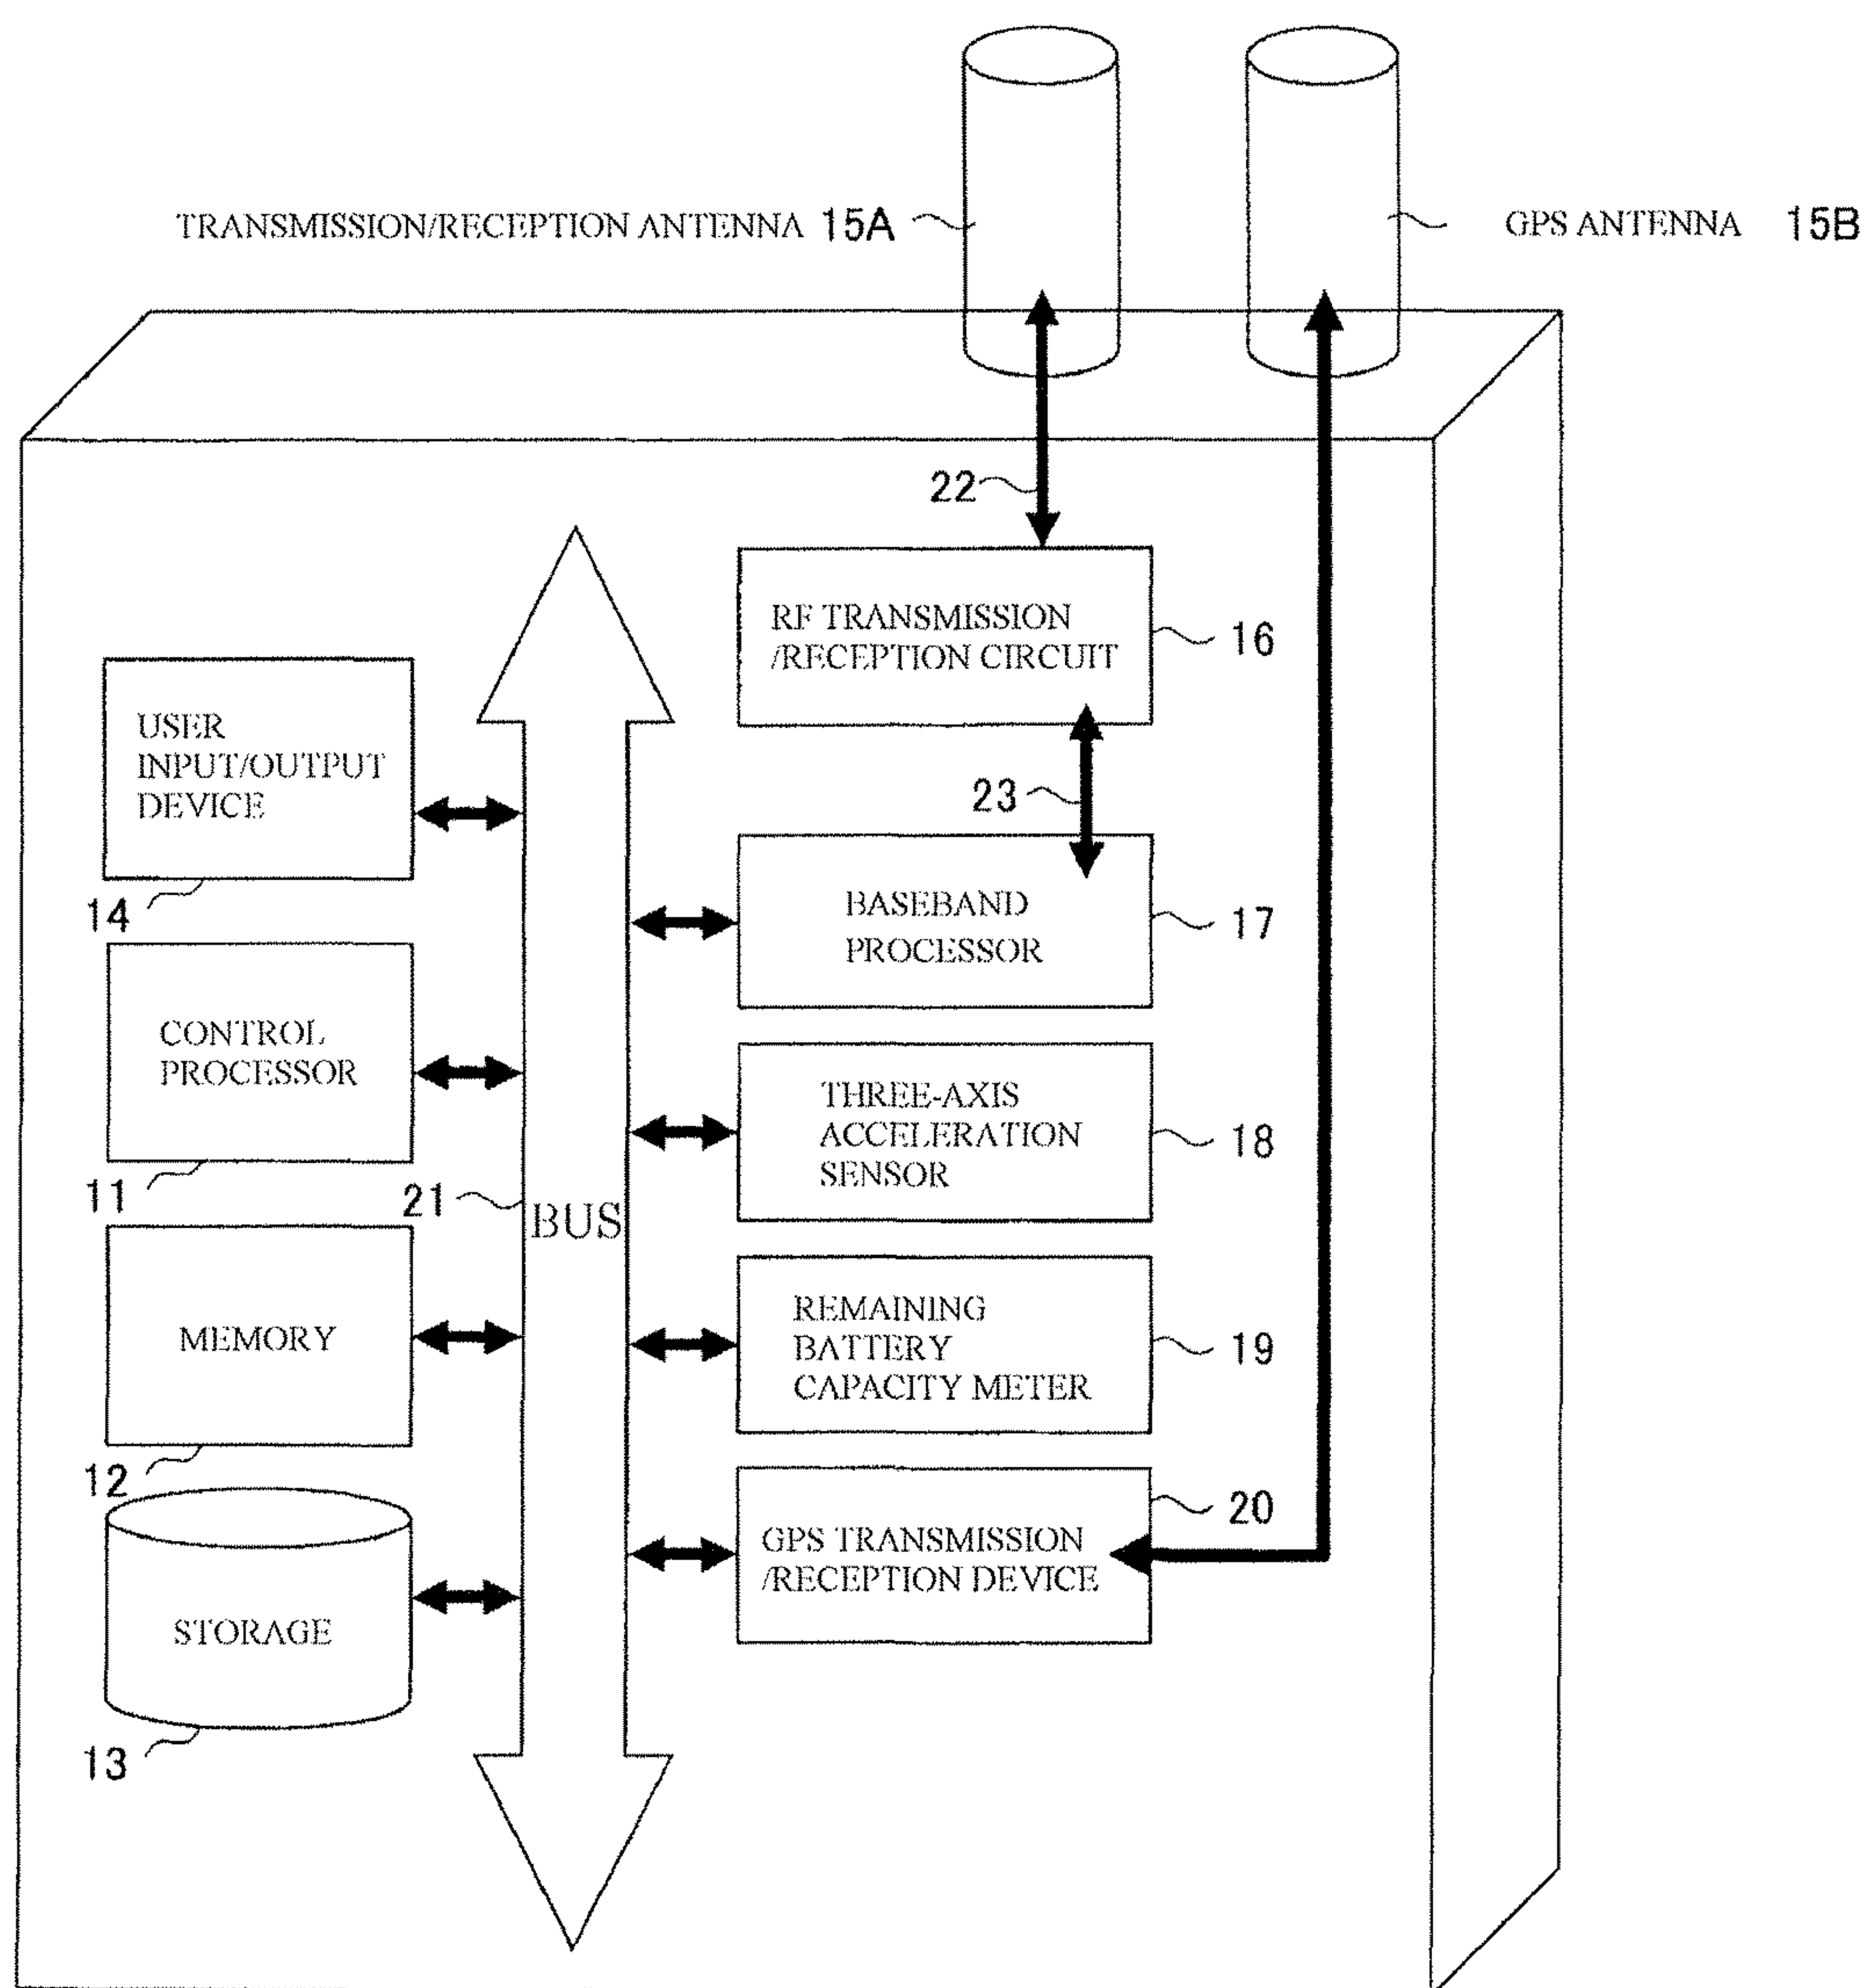 TRANSMISSION/RECEPTION ANTENNA 15A
GPS ANTENNA 15B
22
RF TRANSMISSION
/RECEPTION CIRCUIT
16
23
USER
INPUT/OUTPUT
DEVICE
14
BASEBAND
PROCESSOR
17
CONTROL
PROCESSOR
11
THREE-AXIS
ACCELERATION
SENSOR
18
21
BUS
MEMORY
12
REMAINING
BATTERY
CAPACITY METER
19
GPS TRANSMISSION
/RECEPTION DEVICE
20
STORAGE
13